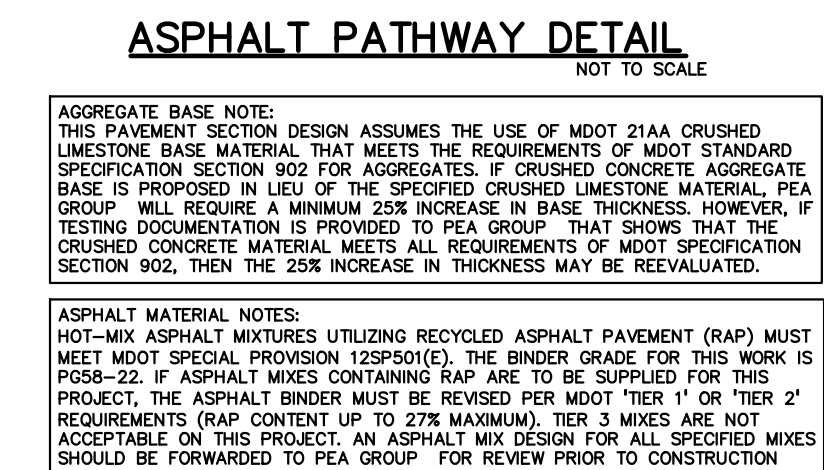 ASPHALT PATHWAY DETAIL
NOT TO SCALE
AGGREGATE BASE NOTE:
THIS PAVEMENT SECTION DESIGN ASSUMES THE USE OF MDOT 21AA CRUSHED
LIMESTONE BASE MATERIAL THAT MEETS THE REQUIREMENTS OF MDOT STANDARD
SPECIFICATION SECTION 902 FOR AGGREGATES. IF CRUSHED CONCRETE AGGREGATE
BASE IS PROPOSED IN LIEU OF THE SPECIFIED CRUSHED LIMESTONE MATERIAL, PEA
GROUP WILL REQUIRE A MINIMUM 25% INCREASE IN BASE THICKNESS. HOWEVER, IF
TESTING DOCUMENTATION IS PROVIDED TO PEA GROUP THAT SHOWS THAT THE
CRUSHED CONCRETE MATERIAL MEETS ALL REQUIREMENTS OF MDOT SPECIFICATION
SECTION 902, THEN THE 25% INCREASE IN THICKNESS MAY BE REEVALUATED.
ASPHALT MATERIAL NOTES:
HOT-MIX ASPHALT MIXTURES UTILIZING RECYCLED ASPHALT PAVEMENT (RAP) MUST
MEET MDOT SPECIAL PROVISION 12SP501(E). THE BINDER GRADE FOR THIS WORK IS
PG58-22. IF ASPHALT MIXES CONTAINING RAP ARE TO BE SUPPLIED FOR THIS
PROJECT, THE ASPHALT BINDER MUST BE REVISED PER MDOT 'TIER 1' OR 'TIER 2'
REQUIREMENTS (RAP CONTENT UP TO 27% MAXIMUM). TIER 3 MIXES ARE NOT
ACCEPTABLE ON THIS PROJECT. AN ASPHALT MIX DESIGN FOR ALL SPECIFIED MIXES
SHOULD BE FORWARDED TO PEA GROUP FOR REVIEW PRIOR TO CONSTRUCTION